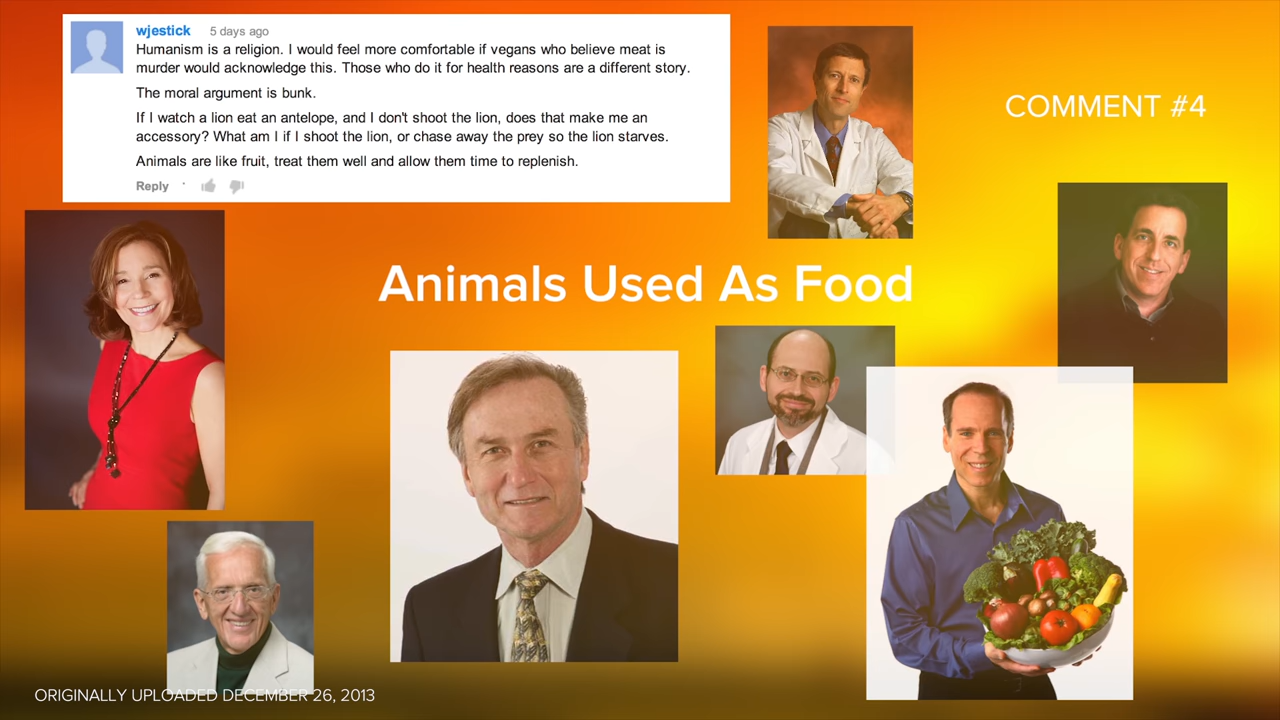 wjestick 5 days ago
Humanism is a religion. I would feel more comfortable if vegans who believe meat is
murder would acknowledge this. Those who do it for health reasons are a different story.
The moral argument is bunk.
If I watch a lion eat an antelope, and I don't shoot the lion, does that make me an
accessory? What am I if I shoot the lion, or chase away the prey so the lion starves.
Animals are like fruit, treat them well and allow them time to replenish.
Reply ·
COMMENT #4
Animals Used As Food
ORIGINALLY UPLOADED DECEMBER 26, 2013